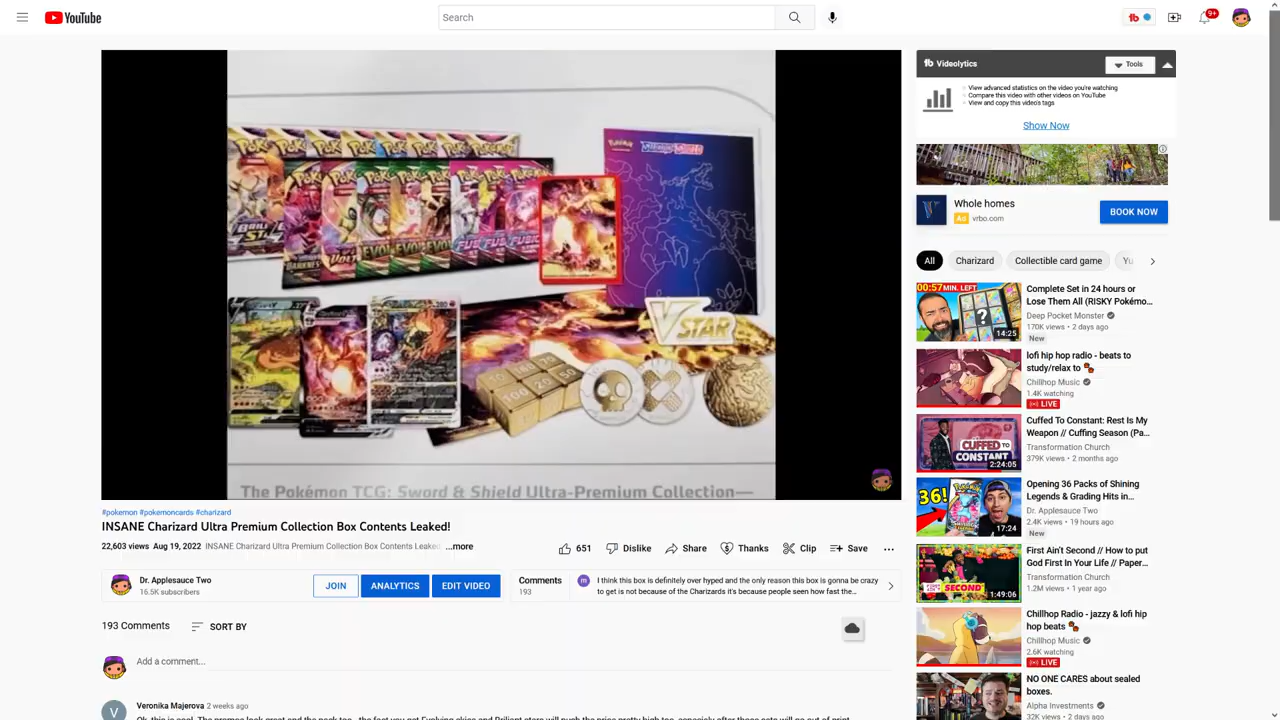 YouTube
Search
9+
Videolytics
Tools
View advanced statistics on the video you're watching
Compare this video with other videos on YouTube
View and copy this video's tags
Show Now
Whole homes
Ad vrbo.com
BOOK NOW
All
Charizard
Collectible card game
Yu
STAR
The Pokémon TCG: Sword & Shield Ultra-Premium Collection—
#pokemon #pokemoncards #charizard
INSANE Charizard Ultra Premium Collection Box Contents Leaked!
22,603 views Aug 19, 2022 INSANE Charizard Ultra Premium Collection Box Contents Leaked ...more
651
Dislike
Share
Thanks
Clip
Save
Dr. Applesauce Two
16.5K subscribers
JOIN
ANALYTICS
EDIT VIDEO
Comments
193
I think this box is definitely over hyped and the only reason this box is gonna be crazy
to get is not because of the Charizards it's because people seen how fast the...
193 Comments
SORT BY
Add a comment...
Veronika Majerova 2 weeks ago
00:57 MIN. LEFT
14:25
Complete Set in 24 hours or
Lose Them All (RISKY Pokémo...
Deep Pocket Monster
170K views • 2 days ago
New
lofi hip hop radio - beats to
study/relax to
Chillhop Music
1.4K watching
LIVE
CUFFED TO
CONSTANT
2:24:05
Cuffed To Constant: Rest Is My
Weapon // Cuffing Season (Pa...
Transformation Church
379K views • 2 months ago
36!
17:24
Opening 36 Packs of Shining
Legends & Grading Hits in...
Dr. Applesauce Two
2.4K views • 19 hours ago
New
SECOND
1:49:06
First Ain't Second // How to put
God First In Your Life // Paper...
Transformation Church
1.2M views • 1 year ago
Chillhop Radio - jazzy & lofi hip
hop beats
Chillhop Music
2.6K watching
LIVE
NO ONE CARES about sealed
boxes.
Alpha Investments
32K views • 2 days ago